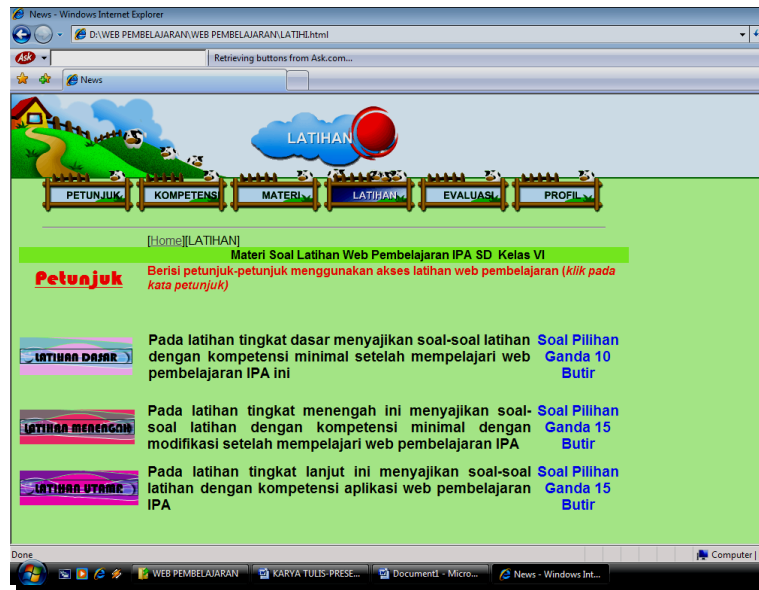 News - Windows Internet Explorer
D:\WEB PEMBELAJARAN\WEB PEMBELAJARAN\LATIHI.html
Ask
Retrieving buttons from Ask.com...
News
LATIHAN
PETUNJUK
KOMPETENSI
MATERI
LATIHAN
EVALUASI
PROFIL
[Home][LATIHAN]
Materi Soal Latihan Web Pembelajaran IPA SD Kelas VI
Petunjuk
Berisi petunjuk-petunjuk menggunakan akses latihan web pembelajaran (klik pada
kata petunjuk)
LATIHAN DASAR
Pada latihan tingkat dasar menyajikan soal-soal latihan
dengan kompetensi minimal setelah mempelajari web
pembelajaran IPA ini
Soal Pilihan
Ganda 10
Butir
LATIHAN MENENGAH
Pada latihan tingkat menengah ini menyajikan soal-
soal latihan dengan kompetensi minimal dengan
modifikasi setelah mempelajari web pembelajaran IPA
Soal Pilihan
Ganda 15
Butir
LATIHAN UTAMA
Pada latihan tingkat lanjut ini menyajikan soal-soal
latihan dengan kompetensi aplikasi web pembelajaran
IPA
Soal Pilihan
Ganda 15
Butir
Done
Computer |
WEB PEMBELAJARAN
KARYA TULIS-PRESE...
Document1 - Micro...
News - Windows Int...